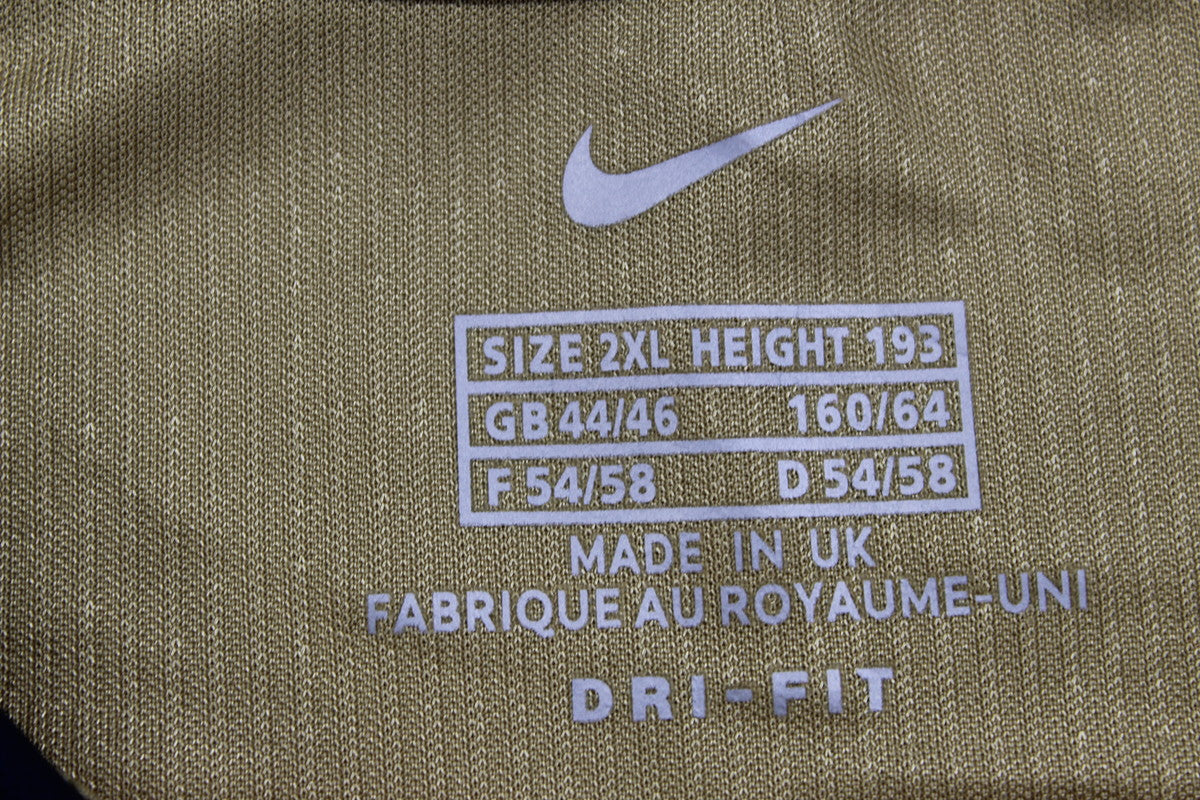 SIZE 2XL HEIGHT 193
GB 44/46 160/64
F 54/58 D 54/58
MADE IN UK
FABRIQUE AU ROYAUME-UNI
DRI-FIT